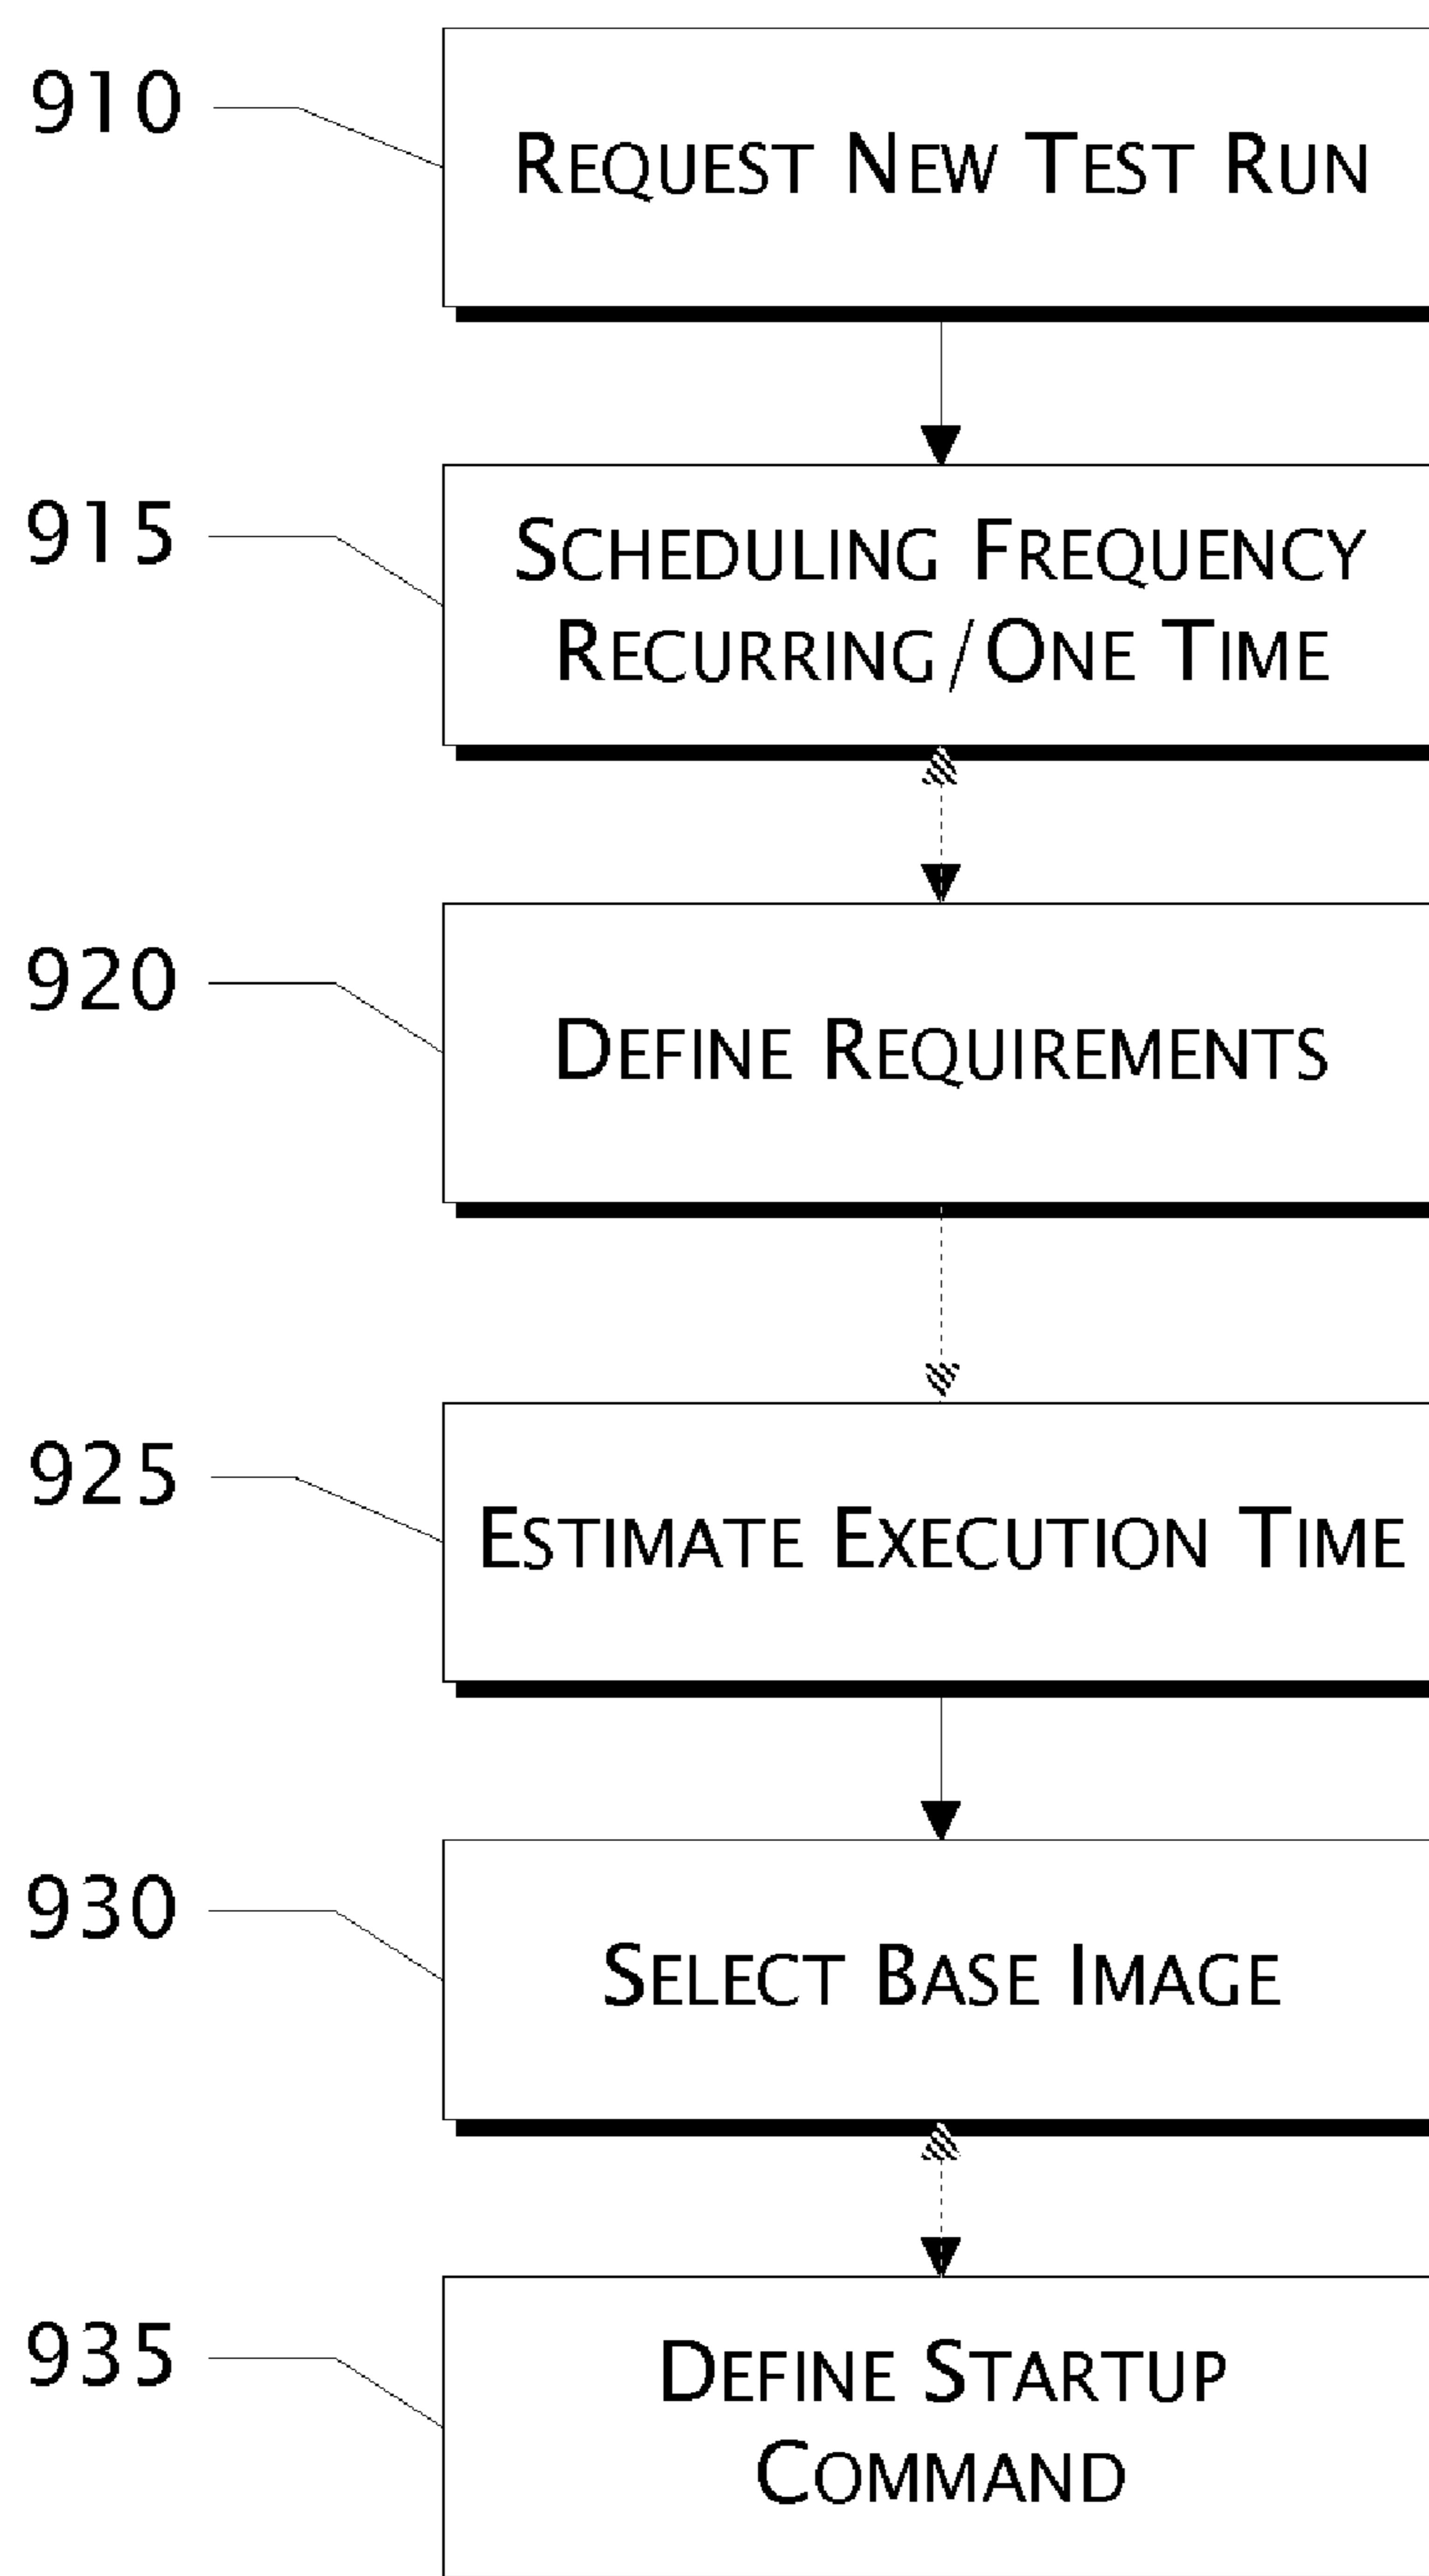 910
REQUEST NEW TEST RUN
915
SCHEDULING FREQUENCY
RECURRING/ONE TIME
920
DEFINE REQUIREMENTS
925
ESTIMATE EXECUTION TIME
930
SELECT BASE IMAGE
935
DEFINE STARTUP
COMMAND